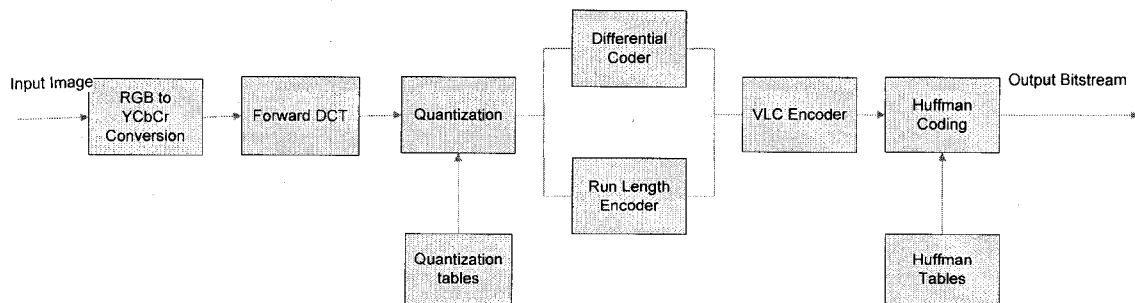 Input Image
RGB to
YCbCr
Conversion
Forward DCT
Quantization
Quantization
tables
Differential
Coder
Run Length
Encoder
VLC Encoder
Huffman
Coding
Huffman
Tables
Output Bitstream